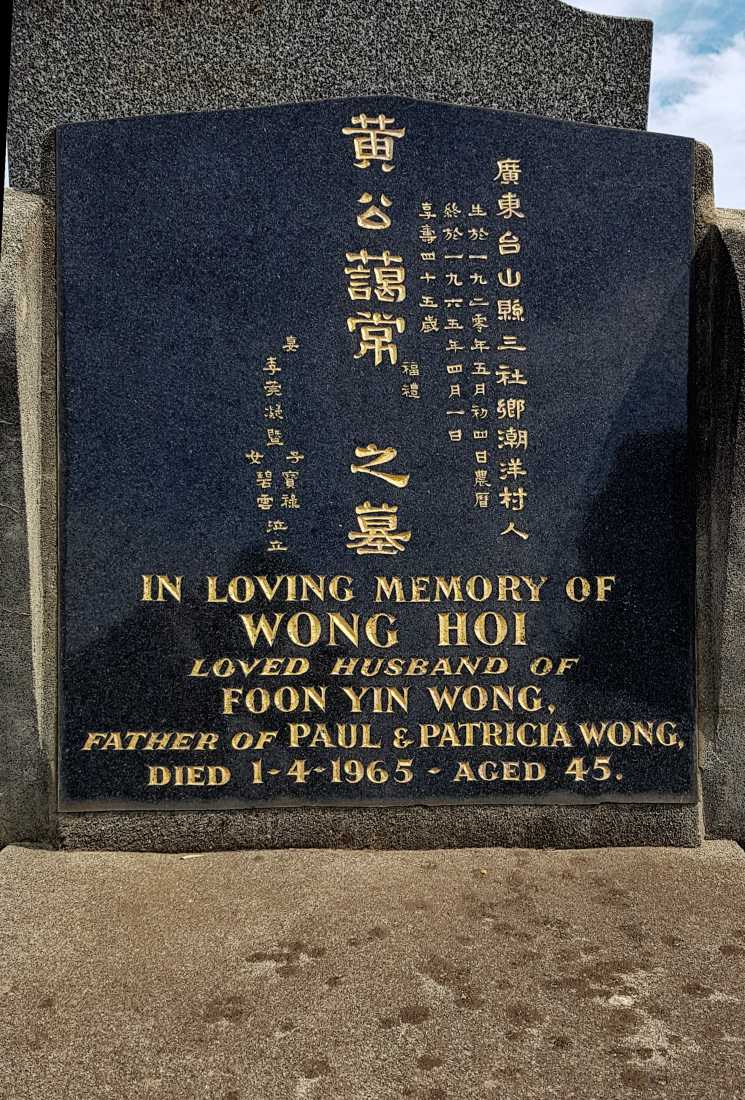 廣東台山縣三社鄉潮洋村人
生於一九二零年五月初四日農曆
終於一九六五年四月一日
享壽四十五歲
福禮
黃公藹常之墓
子寶祿
李莞凝暨 泣立
女碧雲
IN LOVING MEMORY OF
WONG HOI
LOVED HUSBAND OF
FOON YIN WONG,
FATHER OF PAUL & PATRICIA WONG,
DIED 1-4-1965 - AGED 45.